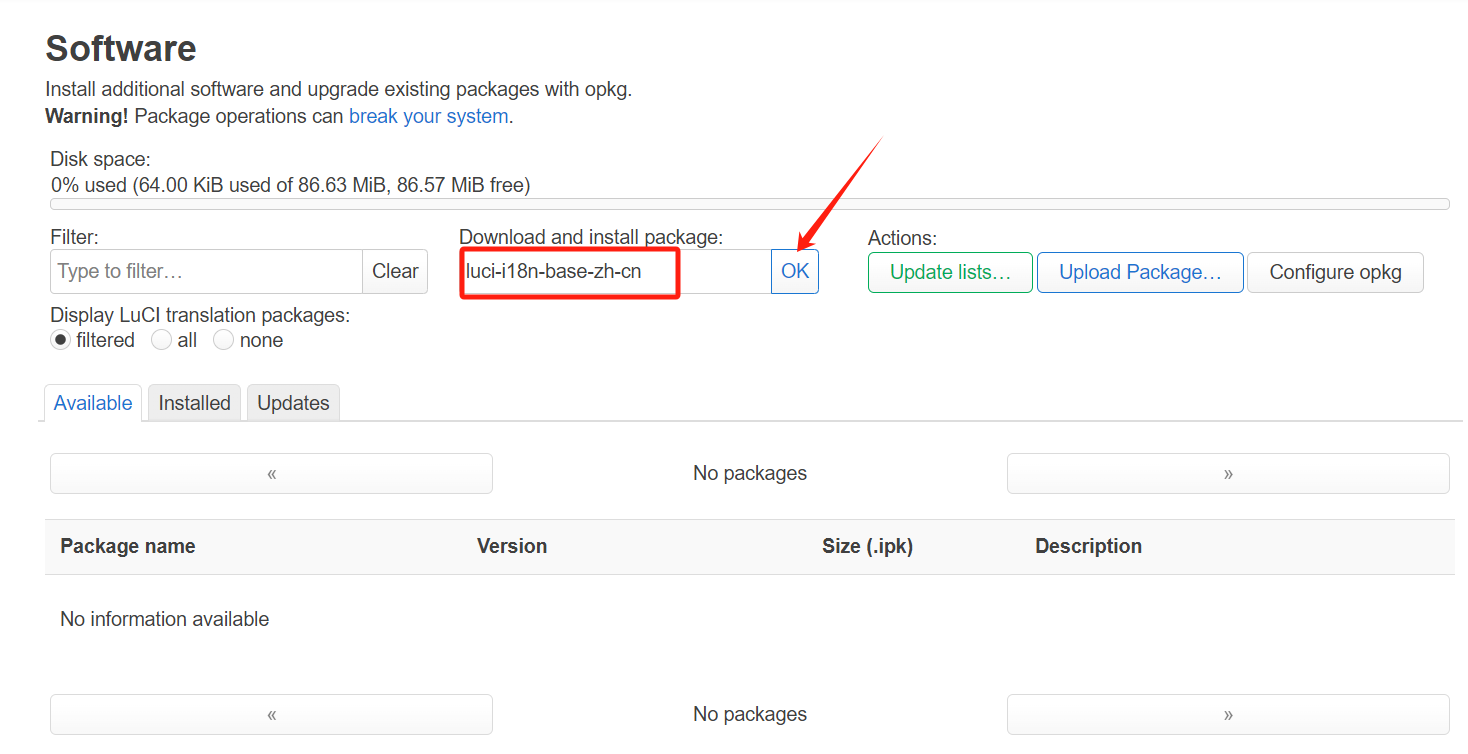 Software
Install additional software and upgrade existing packages with opkg.
Warning! Package operations can break your system.
Disk space:
0% used (64.00 KiB used of 86.63 MiB, 86.57 MiB free)
Filter:
Type to filter…
Clear
Download and install package:
luci-i18n-base-zh-cn
OK
Actions:
Update lists…
Upload Package…
Configure opkg
Display LuCI translation packages:
filtered all none
Available Installed Updates
« No packages »
Package name Version Size (.ipk) Description
No information available
« No packages »